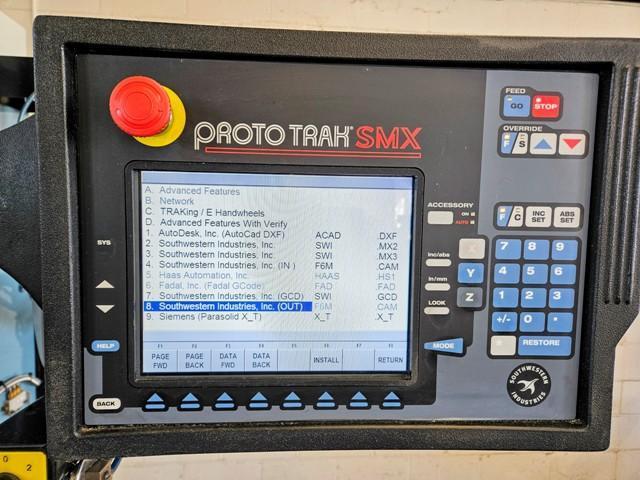 PROTO TRAK SMX
A. Advanced Features
B. Network
C. TRAKing / E Handwheels
D. Advanced Features With Verify
1. AutoDesk, Inc. (AutoCad DXF) ACAD .DXF
2. Southwestern Industries, Inc. SWI .MX2
3. Southwestern Industries, Inc. SWI .MX3
4. Southwestern Industries, Inc. (IN ) F6M .CAM
5. Haas Automation, Inc. HAAS .HS1
6. Fadal, Inc. (Fadal GCode) FAD .FAD
7. Southwestern Industries, Inc. (GCD) SWI .GCD
8. Southwestern Industries, Inc. (OUT) F6M .CAM
9. Siemens (Parasolid X_T) X_T X_T
F1 F2 F3 F4 F5 F6 F7 F8
PAGE FWD
PAGE BACK
DATA FWD
DATA BACK
INSTALL
RETURN
SYS
HELP
BACK
ACCESSORY
ON
AUTO
Inc/abs
In/mm
LOOK
MODE
FEED
GO STOP
OVERRIDE
F/S
F/C
INC SET
ABS SET
X
Y
Z
7 8 9
4 5 6
1 2 3
+/- 0 .
RESTORE
SOUTHWESTERN INDUSTRIES
0 2